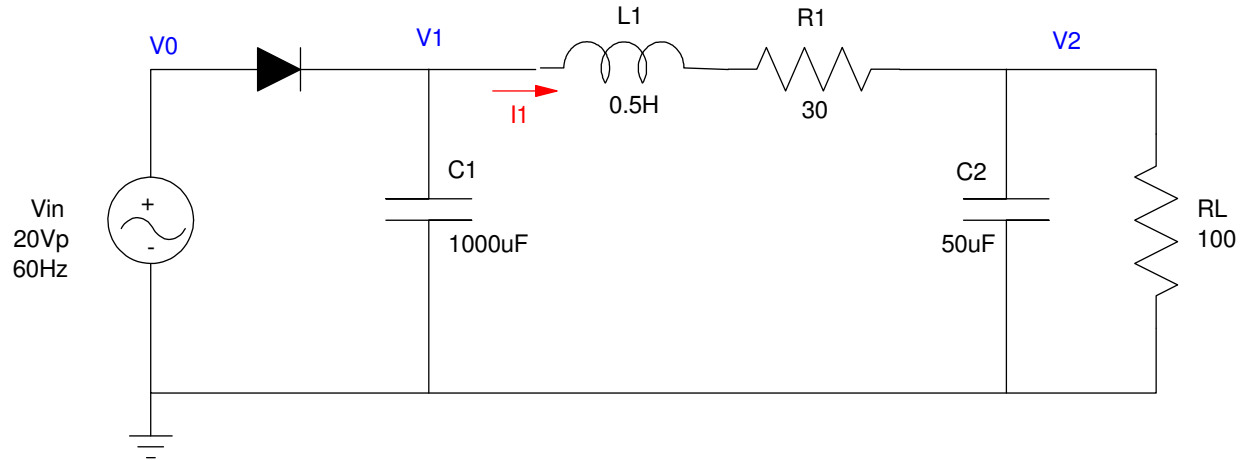 V0
V1
I1
L1
0.5H
R1
30
V2
Vin
20Vp
60Hz
+
-
C1
1000uF
C2
50uF
RL
100